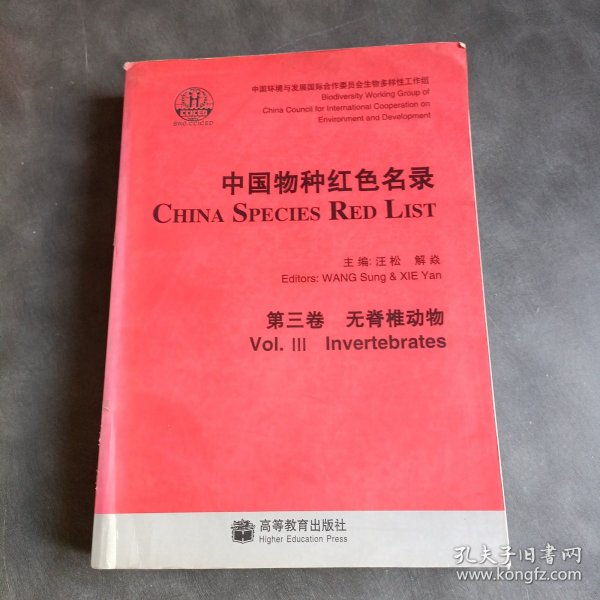 中国环境与发展国际合作委员会生物多样性工作组
Biodiversity Working Group of
China Council for International Cooperation on
Environment and Development
CCICED
BWG/CCICED
中国物种红色名录
CHINA SPECIES RED LIST
主编: 汪松 解焱
Editors: WANG Sung & XIE Yan
第三卷 无脊椎动物
Vol. III Invertebrates
高等教育出版社
Higher Education Press
孔夫子旧书网
www.kongfz.com